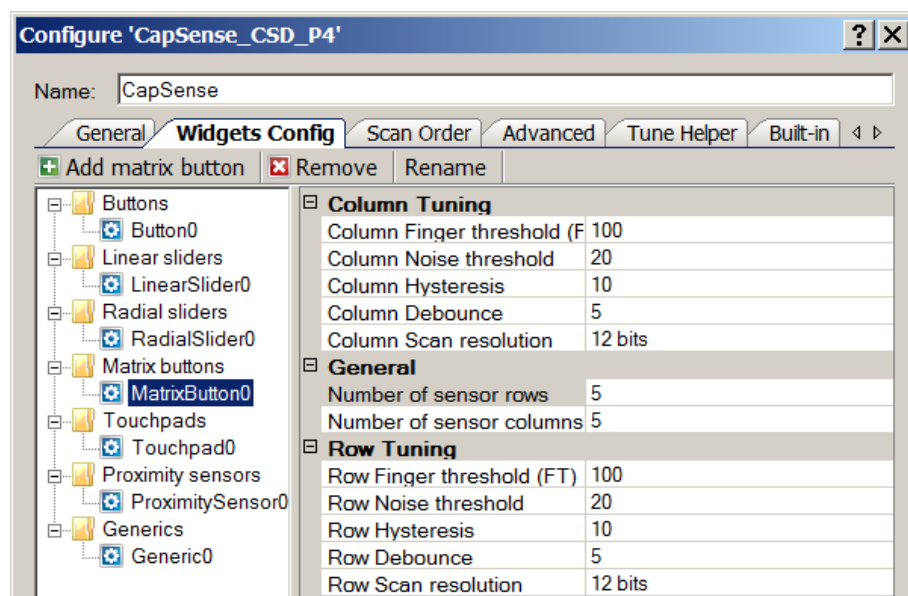 Configure 'CapSense_CSD_P4'
Name: CapSense
General Widgets Config Scan Order Advanced Tune Helper Built-in
Add matrix button Remove Rename
Buttons
Button0
Linear sliders
LinearSlider0
Radial sliders
RadialSlider0
Matrix buttons
MatrixButton0
Touchpads
Touchpad0
Proximity sensors
ProximitySensor0
Generics
Generic0
Column Tuning
Column Finger threshold (F 100
Column Noise threshold 20
Column Hysteresis 10
Column Debounce 5
Column Scan resolution 12 bits
General
Number of sensor rows 5
Number of sensor columns 5
Row Tuning
Row Finger threshold (FT) 100
Row Noise threshold 20
Row Hysteresis 10
Row Debounce 5
Row Scan resolution 12 bits